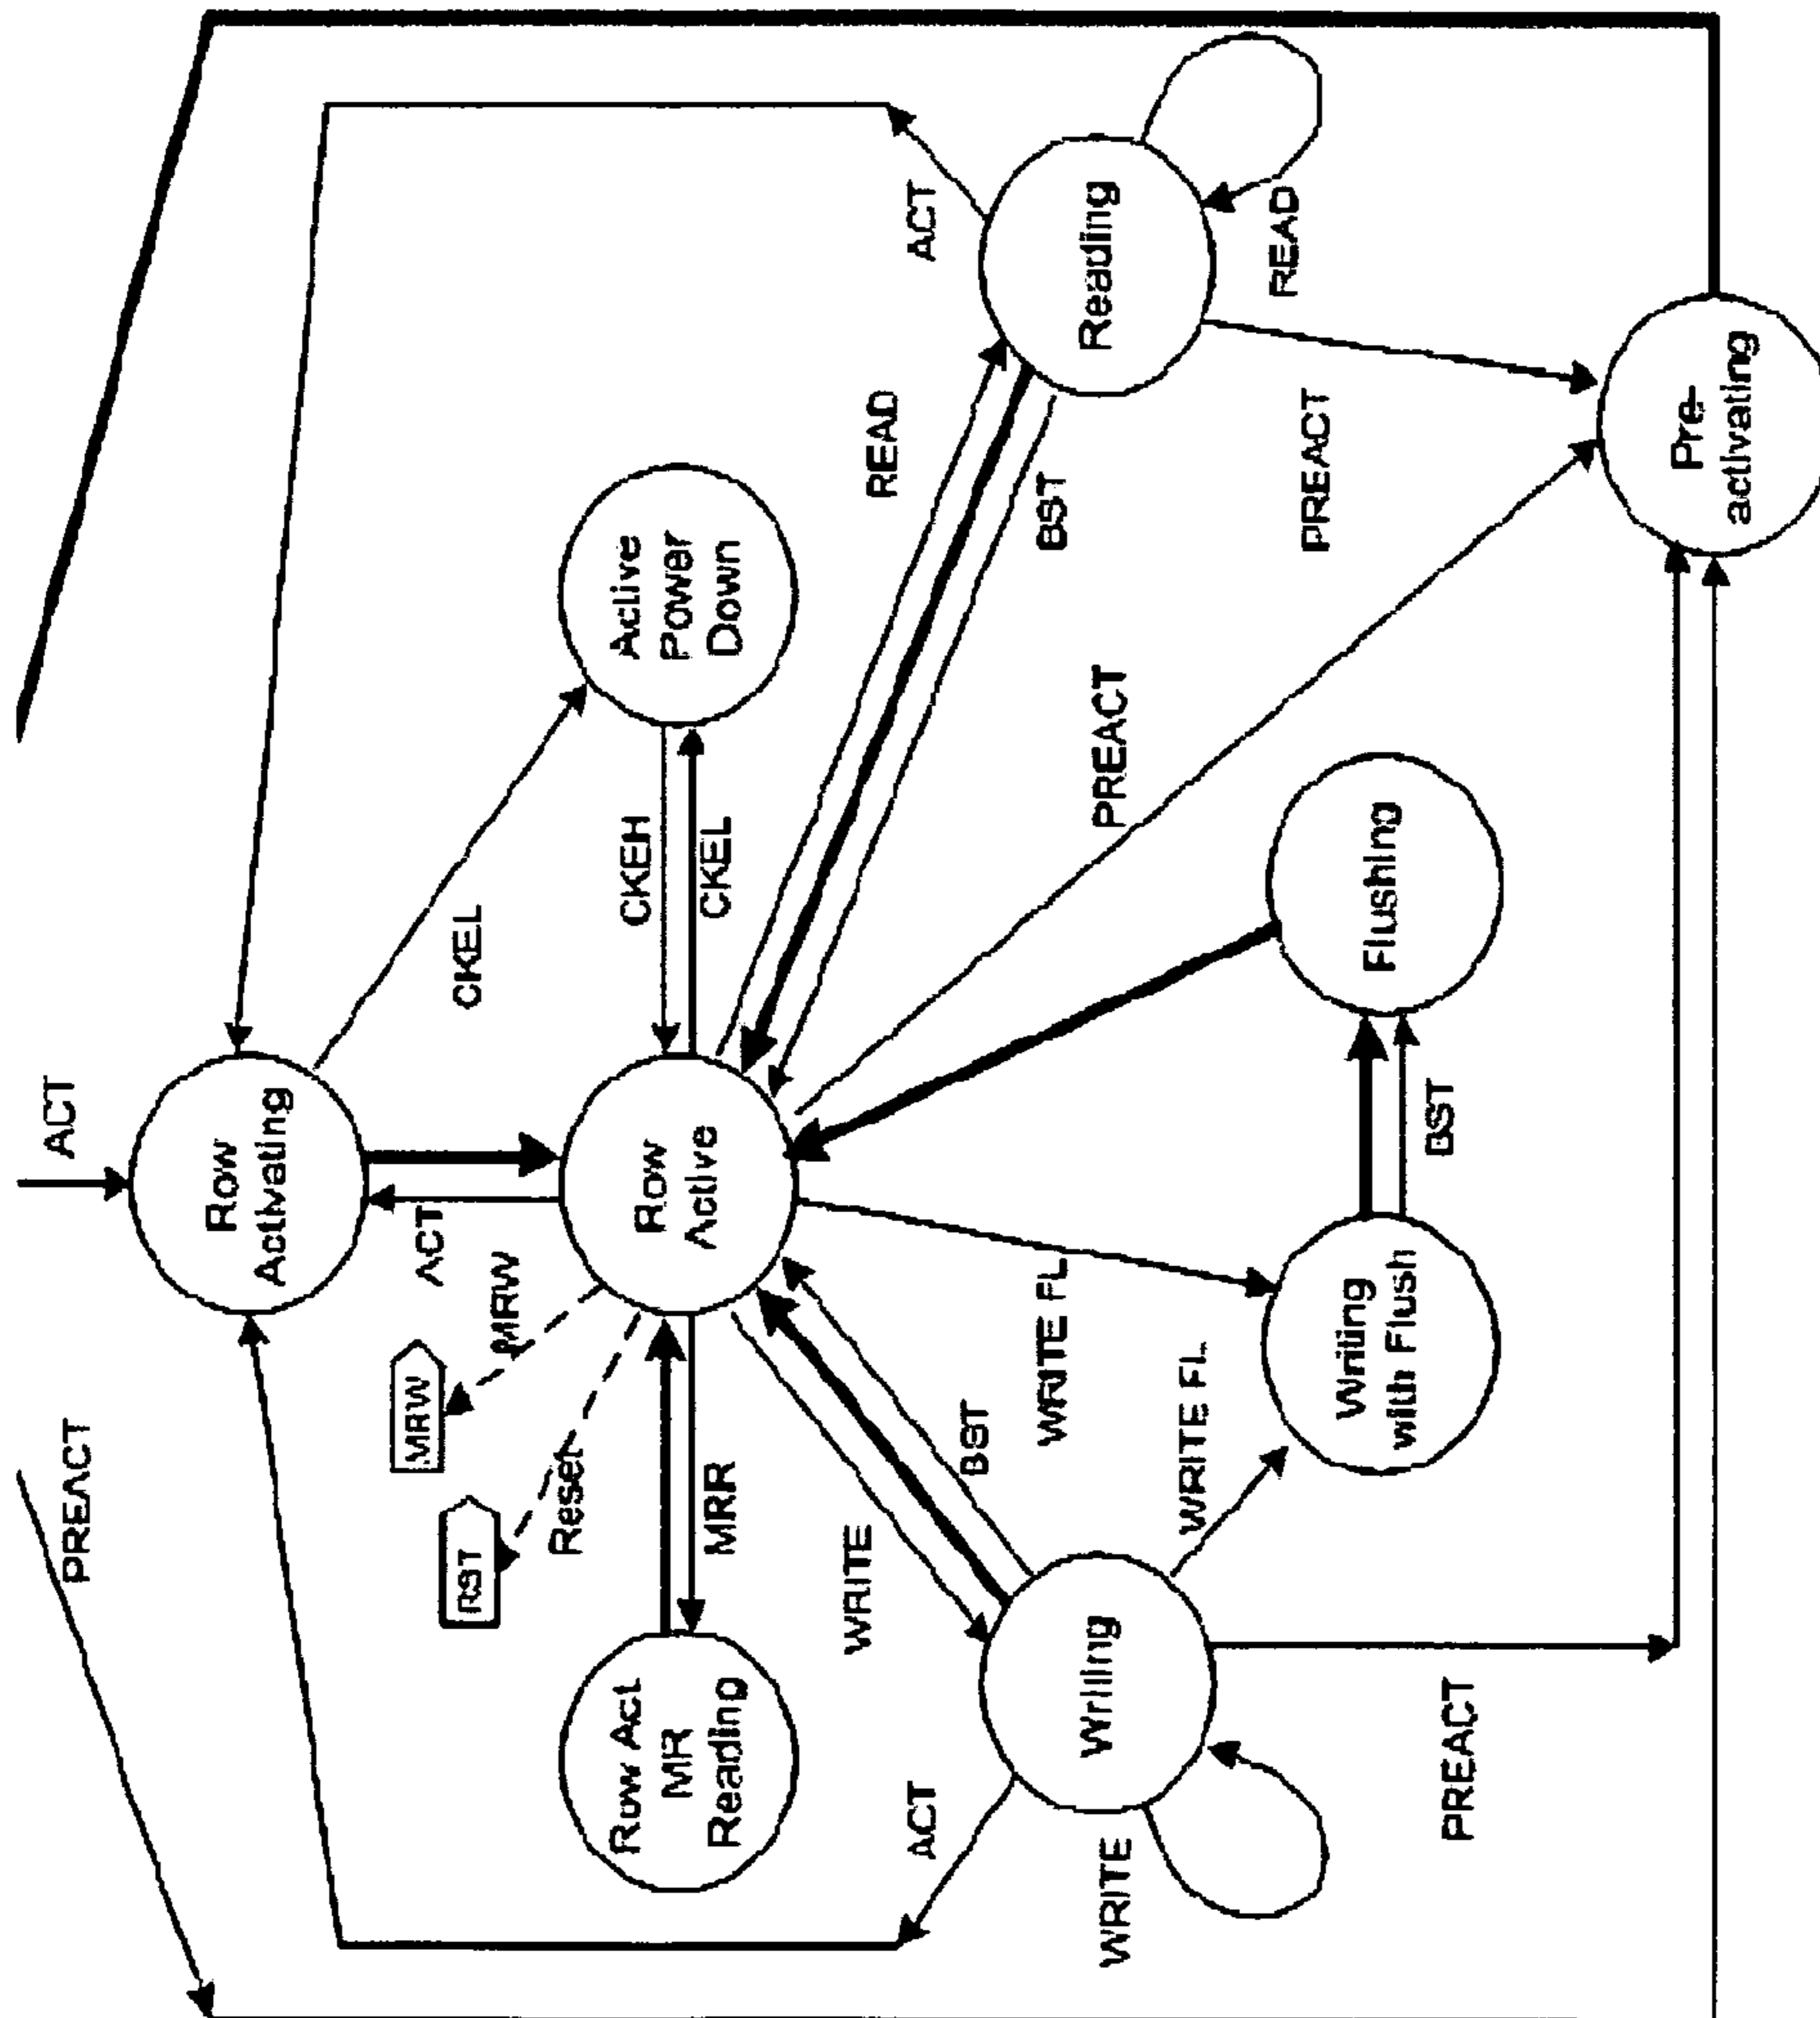 ACT
PREACT
Row
Activating
ACT
CKEL
MRW
MRW
RST
Reset
Row Act
MR
Reading
MRR
Row
Active
CKEH
CKEL
Active
Power
Down
ACT
WRITE
BST
WRITE FL
WRITE FL
READ
BST
PREACT
ACT
Writing
WRITE
PREACT
Writing
with Flush
BST
Flushing
Reading
READ
PREACT
Pre-
activating